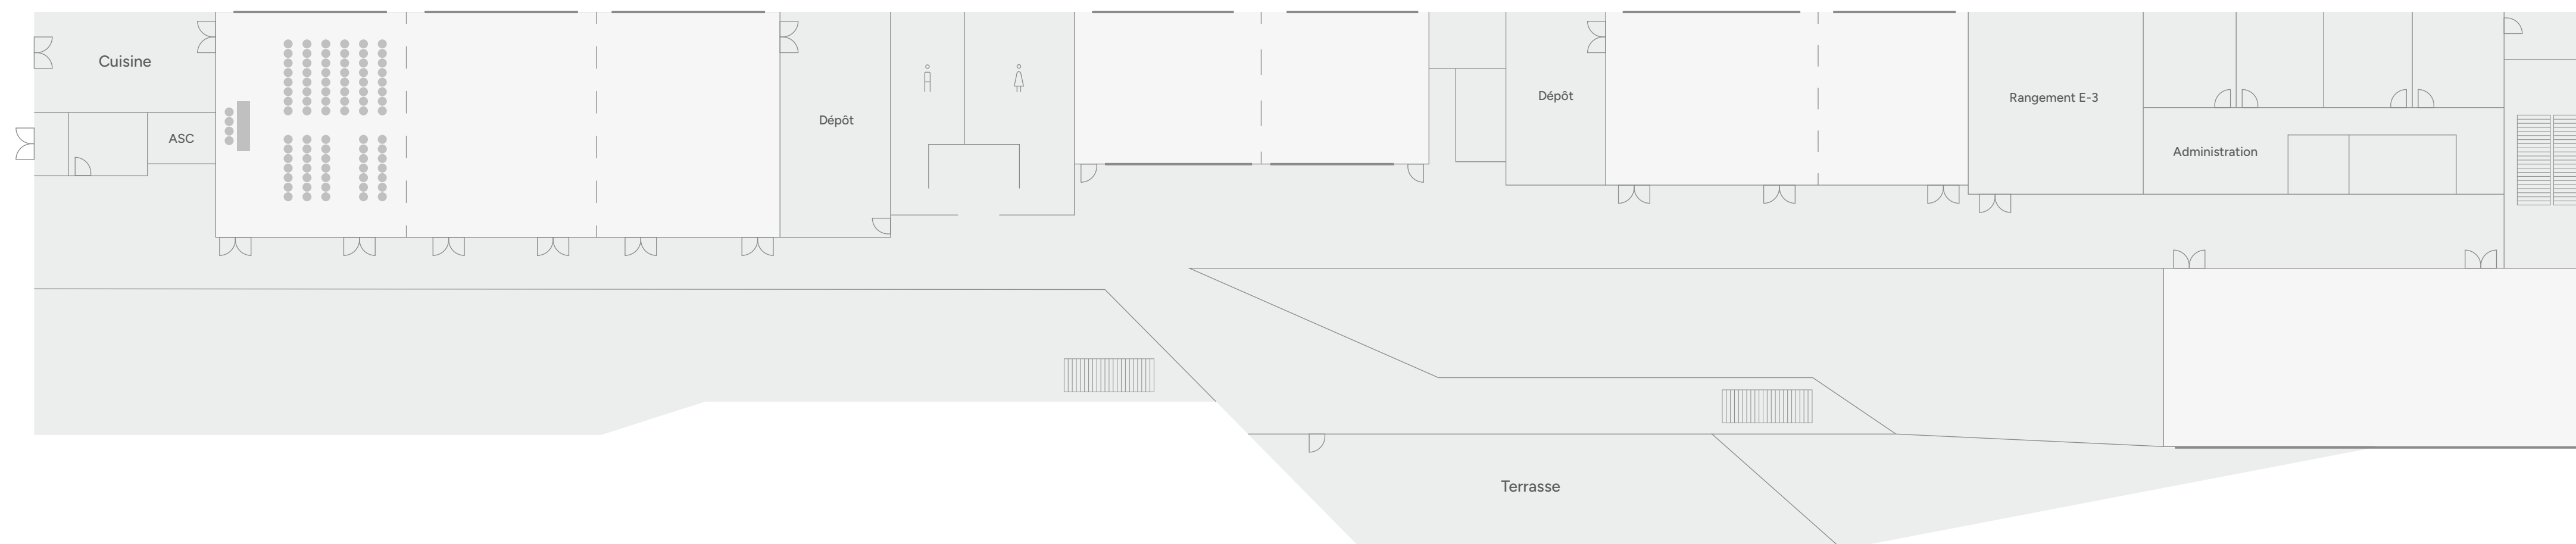 Cuisine
ASC
Dépôt
Dépôt
Rangement E-3
Administration
Terrasse